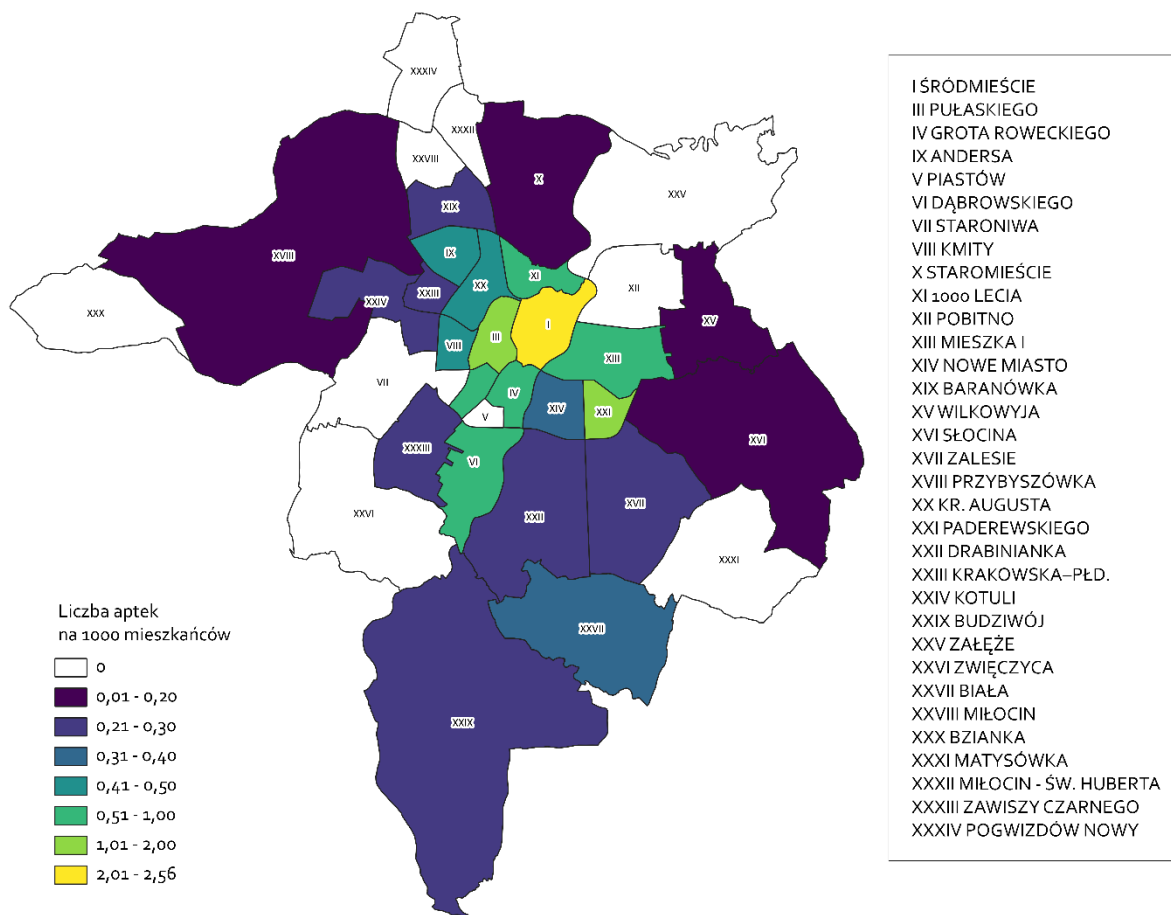 XXXIV
XXXII
XXVIII
X
XXV
XIX
IX
XVIII
XX
XI
XII
XXIII
XXIV
XXX
I
XV
III
VIII
XIII
VII
IV
XIV
XXI
V
XVI
XXXIII
VI
XXII
XVII
XXVI
XXXI
XXVII
XXIX
Liczba aptek
na 1000 mieszkańców
0
0,01 - 0,20
0,21 - 0,30
0,31 - 0,40
0,41 - 0,50
0,51 - 1,00
1,01 - 2,00
2,01 - 2,56
I ŚRÓDMIEŚCIE
III PUŁASKIEGO
IV GROTA ROWECKIEGO
IX ANDERSA
V PIASTÓW
VI DĄBROWSKIEGO
VII STARONIWA
VIII KMITY
X STAROMIEŚCIE
XI 1000 LECIA
XII POBITNO
XIII MIESZKA I
XIV NOWE MIASTO
XIX BARANÓWKA
XV WILKOWYJA
XVI SŁOCINA
XVII ZALESIE
XVIII PRZYBYSZÓWKA
XX KR. AUGUSTA
XXI PADEREWSKIEGO
XXII DRABINIANKA
XXIII KRAKOWSKA–PŁD.
XXIV KOTULI
XXIX BUDZIWÓJ
XXV ZAŁĘŻE
XXVI ZWIĘCZYCA
XXVII BIAŁA
XXVIII MIŁOCIN
XXX BZIANKA
XXXI MATYSÓWKA
XXXII MIŁOCIN - ŚW. HUBERTA
XXXIII ZAWISZY CZARNEGO
XXXIV POGWIZDÓW NOWY